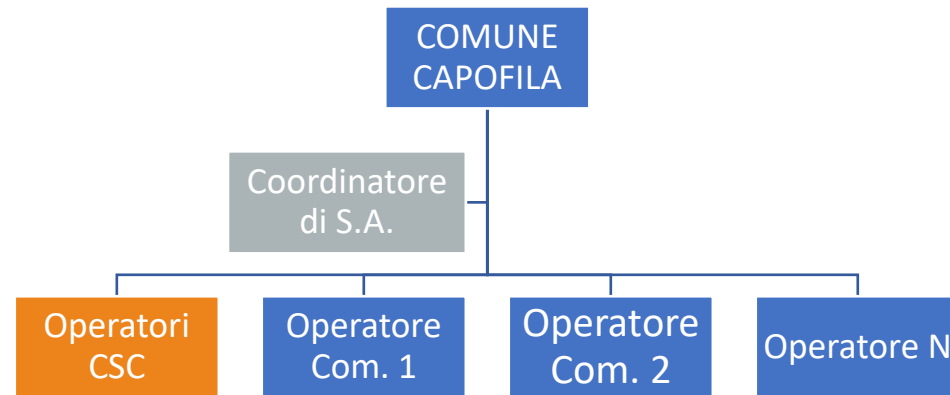 COMUNE
CAPOFILA
Coordinatore
di S.A.
Operatori
CSC
Operatore
Com. 1
Operatore
Com. 2
Operatore N